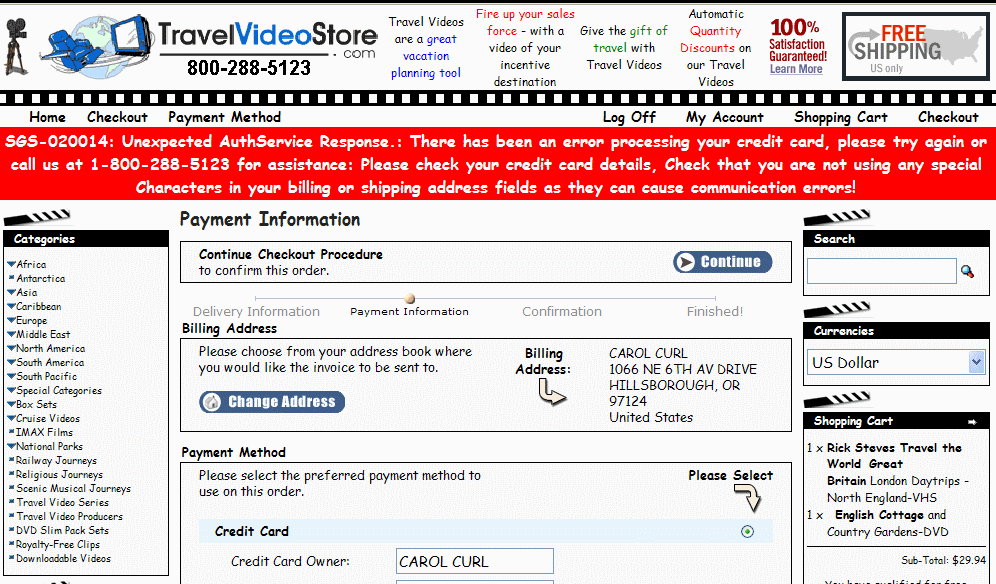 TravelVideoStore
.com
800-288-5123
Travel Videos
are a great
vacation
planning tool
Fire up your sales
force - with a
video of your
incentive
destination
Give the gift of
travel with
Travel Videos
Automatic
Quantity
Discounts on
our Travel
Videos
100%
Satisfaction
Guaranteed!
Learn More
FREE
SHIPPING
US only
Home Checkout Payment Method Log Off My Account Shopping Cart Checkout
SGS-020014: Unexpected AuthService Response.: There has been an error processing your credit card, please try again or
call us at 1-800-288-5123 for assistance: Please check your credit card details, Check that you are not using any special
Characters in your billing or shipping address fields as they can cause communication errors!
Categories
Africa
Antarctica
Asia
Caribbean
Europe
Middle East
North America
South America
South Pacific
Special Categories
Box Sets
Cruise Videos
IMAX Films
National Parks
Railway Journeys
Religious Journeys
Scenic Musical Journeys
Travel Video Series
Travel Video Producers
DVD Slim Pack Sets
Royalty-Free Clips
Downloadable Videos
Payment Information
Continue Checkout Procedure
to confirm this order.
Continue
Delivery Information Payment Information Confirmation Finished!
Billing Address
Please choose from your address book where
you would like the invoice to be sent to.
Change Address
Billing
Address:
CAROL CURL
1066 NE 6TH AV DRIVE
HILLSBOROUGH, OR
97124
United States
Payment Method
Please select the preferred payment method to
use on this order.
Please Select
Credit Card
Credit Card Owner: CAROL CURL
Search
Currencies
US Dollar
Shopping Cart
1 x Rick Steves Travel the
World Great
Britain London Daytrips -
North England-VHS
1 x English Cottage and
Country Gardens-DVD
Sub-Total: $29.94
You have qualified for free